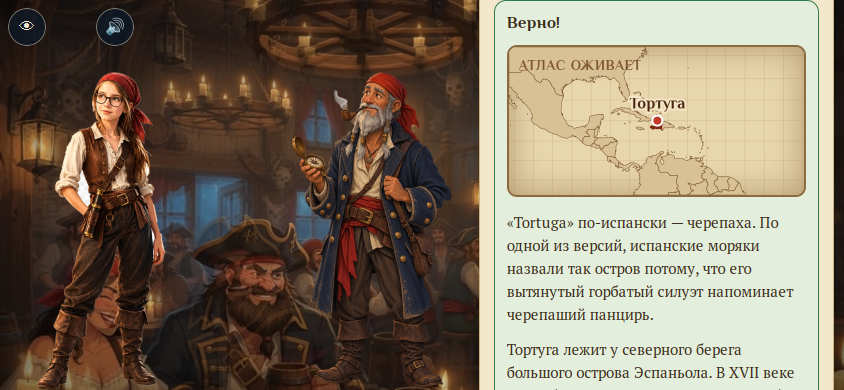 Верно!
АТЛАС ОЖИВАЕТ
Тортуга
«Tortuga» по-испански — черепаха. По
одной из версий, испанские моряки
назвали так остров потому, что его
вытянутый горбатый силуэт напоминает
черепаший панцирь.
Тортуга лежит у северного берега
большого острова Эспаньола. В XVII веке